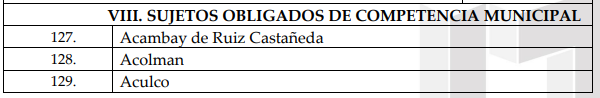 VIII. SUJETOS OBLIGADOS DE COMPETENCIA MUNICIPAL
127. Acambay de Ruiz Castañeda
128. Acolman
129. Aculco